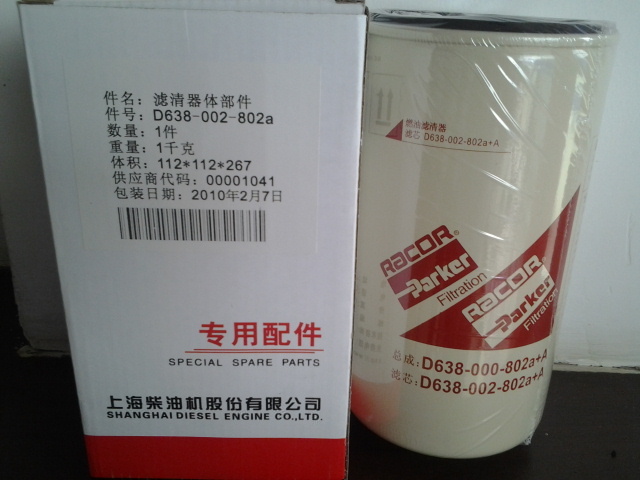 件名：滤清器体部件
件号：D638-002-802a
数量：1件
重量：1千克
体积：112*112*267
供应商代码：00001041
包装日期：2010年2月7日
专用配件
SPECIAL SPARE PARTS
上海柴油机股份有限公司
SHANGHAI DIESEL ENGINE CO.,LTD.
燃油滤清器
滤芯 D638-002-802a+A
RACOR®
Parker
Filtration
RACOR
Parker
Filtration
总成：D638-000-802a+A
滤芯：D638-002-802a+A